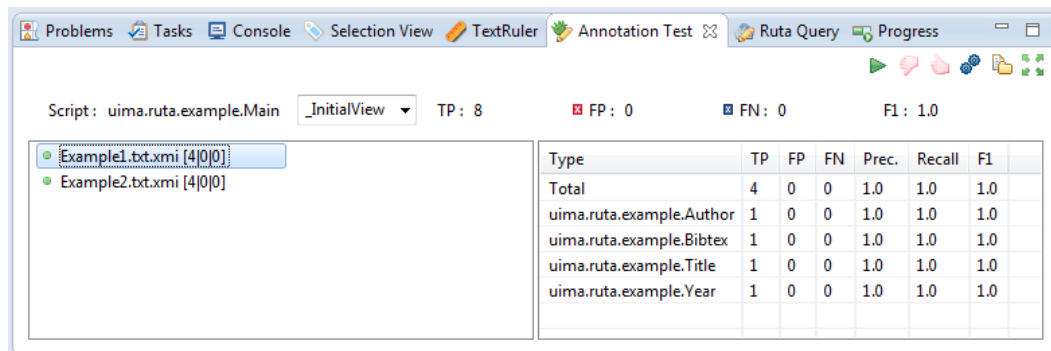 Problems Tasks Console Selection View TextRuler Annotation Test Ruta Query Progress
Script : uima.ruta.example.Main _InitialView TP : 8 FP : 0 FN : 0 F1 : 1.0
Example1.txt.xmi [4|0|0]
Example2.txt.xmi [4|0|0]
Type TP FP FN Prec. Recall F1
Total 4 0 0 1.0 1.0 1.0
uima.ruta.example.Author 1 0 0 1.0 1.0 1.0
uima.ruta.example.Bibtex 1 0 0 1.0 1.0 1.0
uima.ruta.example.Title 1 0 0 1.0 1.0 1.0
uima.ruta.example.Year 1 0 0 1.0 1.0 1.0